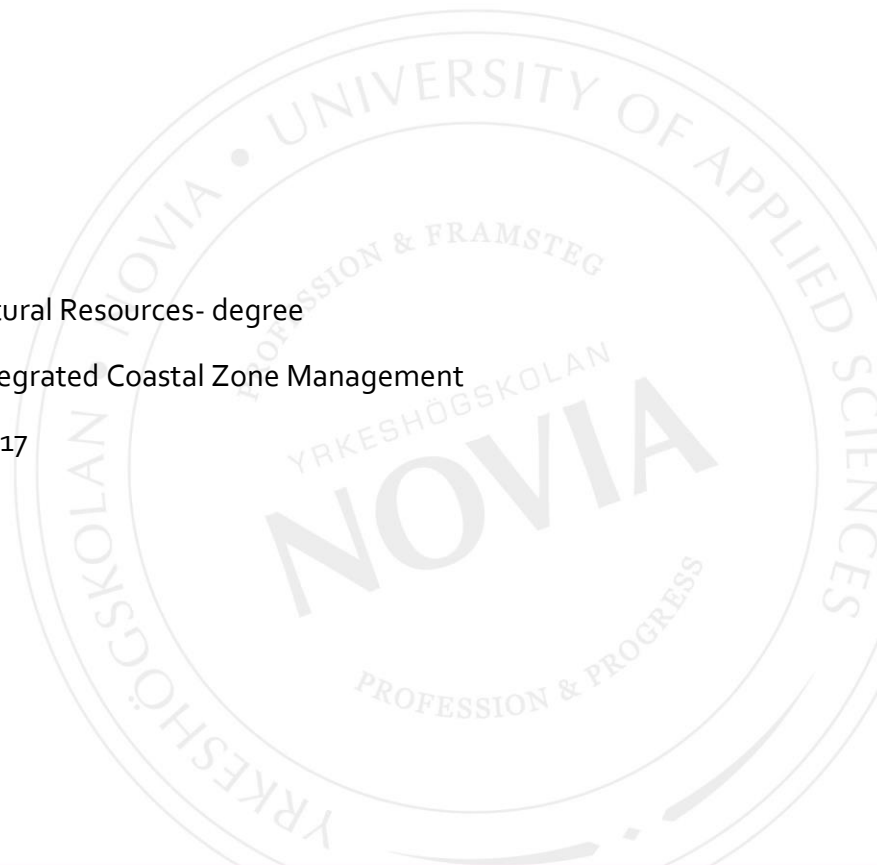 UNIVERSITY OF APPLIED SCIENCES
YRKESHÖGSKOLAN • NOVIA •
PROFESSION & FRAMSTEG
tural Resources- degree
egrated Coastal Zone Management
YRKESHÖGSKOLAN
17
NOVIA
PROFESSION & PROGRESS